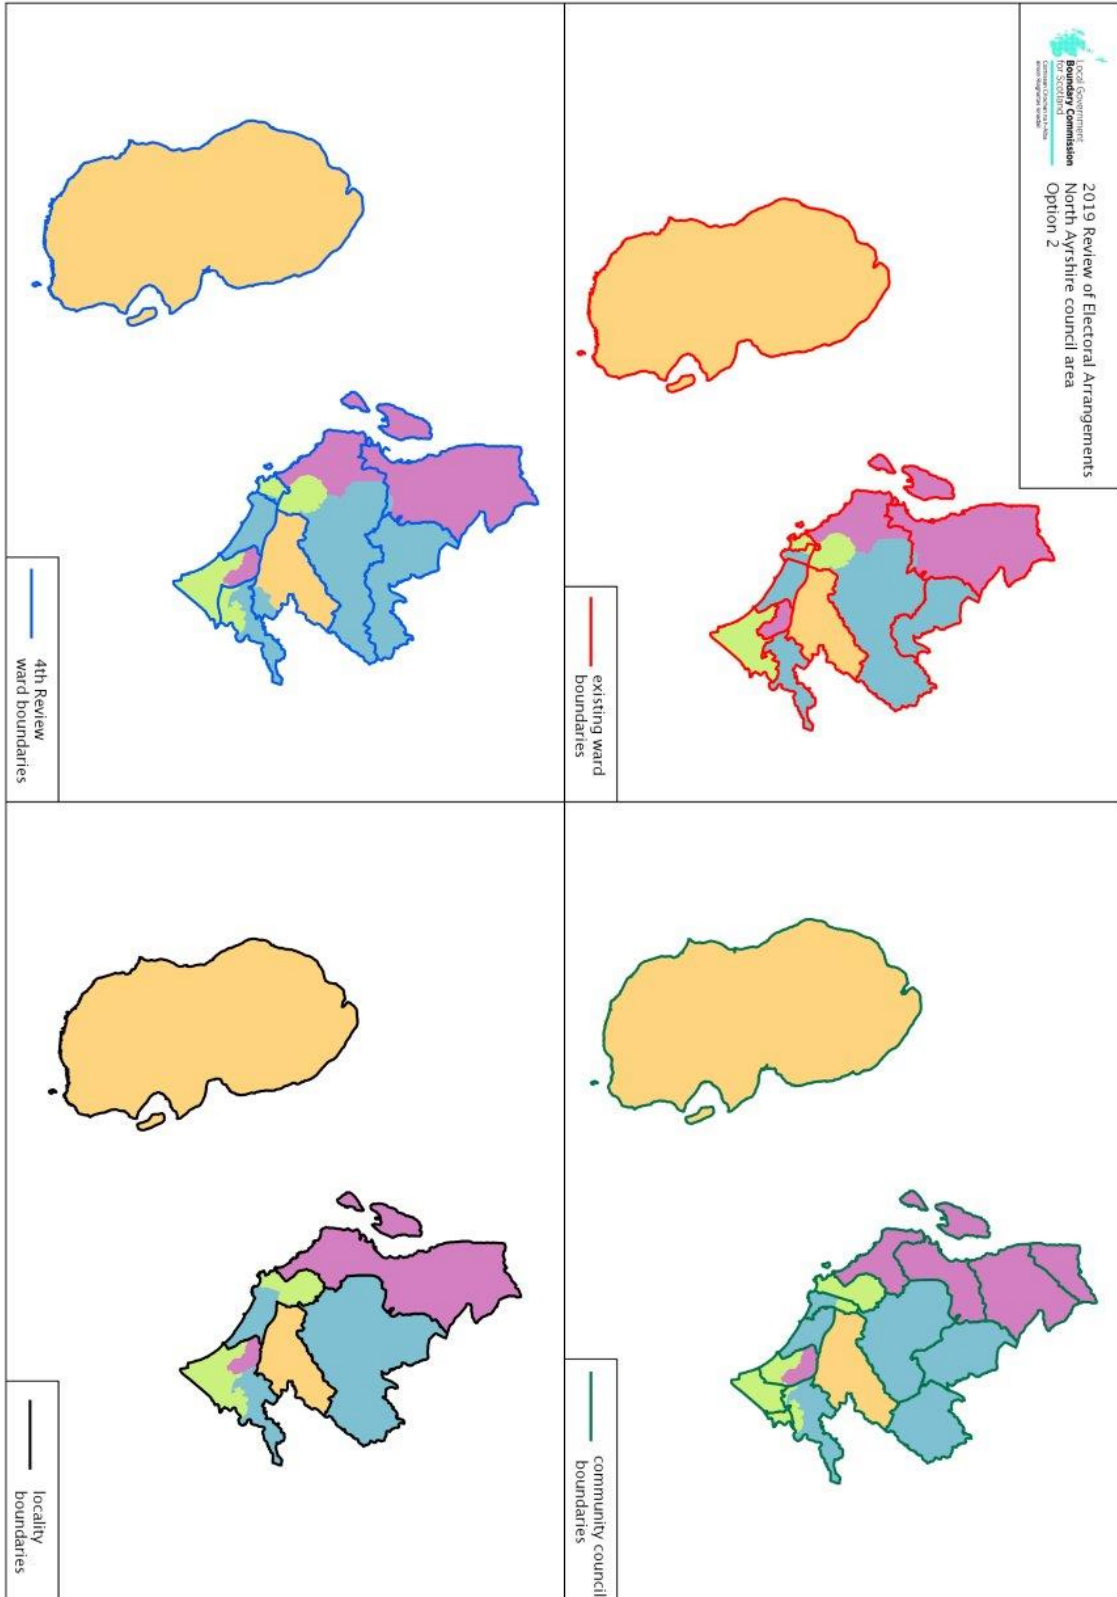 Local Government
Boundary Commission
for Scotland
2019 Review of Electoral Arrangements
North Ayrshire council area
Option 2
existing ward
boundaries
community council
boundaries
4th Review
ward boundaries
locality
boundaries